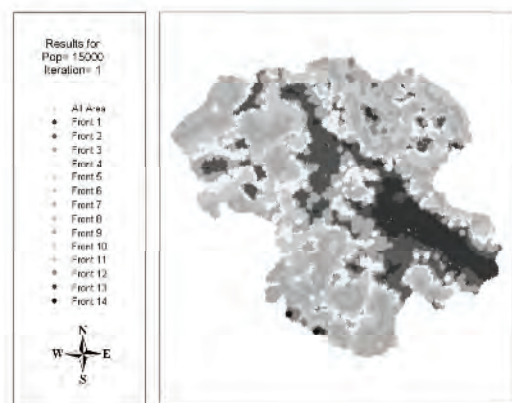 Results for
Pop= 15000
Iteration= 1
All Area
Front 1
Front 2
Front 3
Front 4
Front 5
Front 6
Front 7
Front 8
Front 9
Front 10
Front 11
Front 12
Front 13
Front 14
N
W E
S